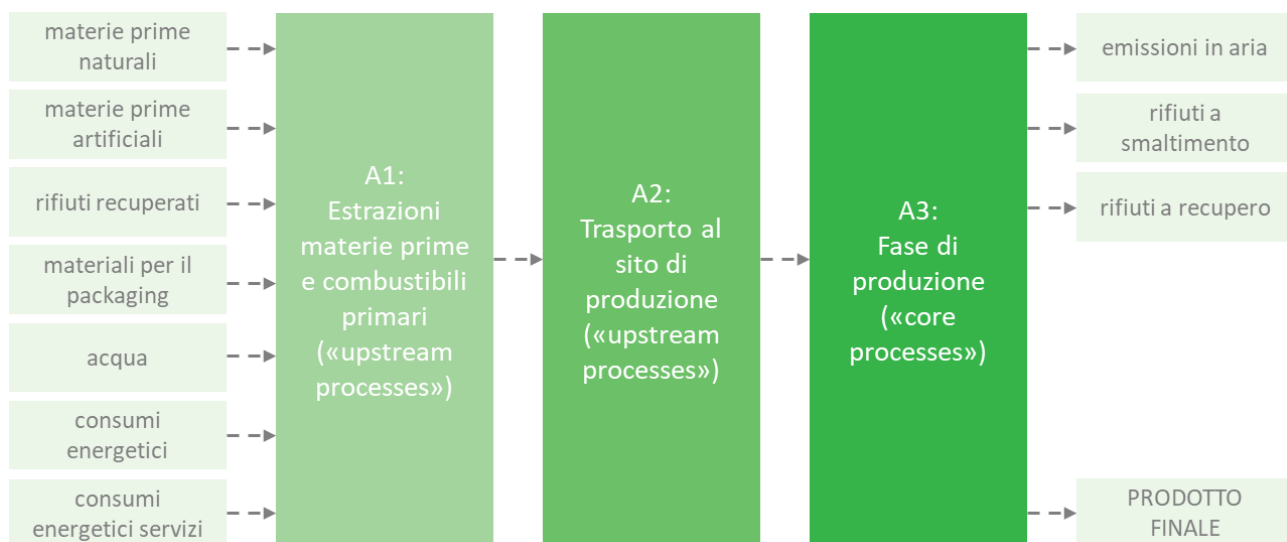 materie prime
naturali
materie prime
artificiali
rifiuti recuperati
materiali per il
packaging
acqua
consumi
energetici
consumi
energetici servizi
A1:
Estrazioni
materie prime
e combustibili
primari
(«upstream
processes»)
A2:
Trasporto al
sito di
produzione
(«upstream
processes»)
A3:
Fase di
produzione
(«core
processes»)
emissioni in aria
rifiuti a
smaltimento
rifiuti a recupero
PRODOTTO
FINALE